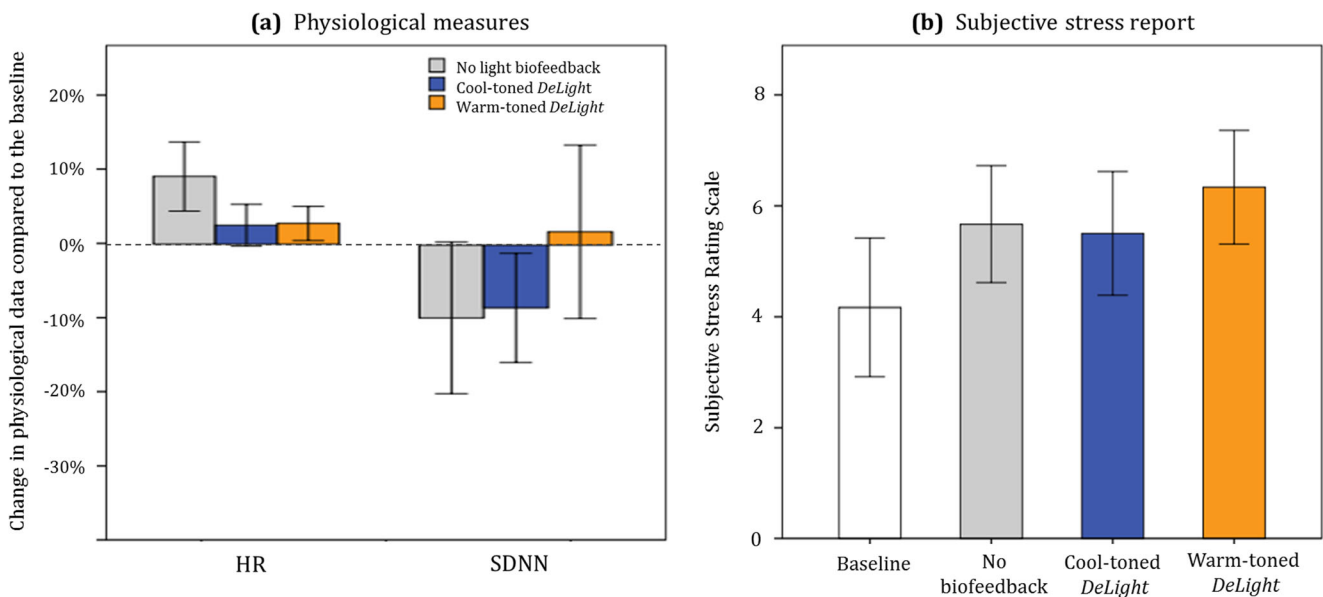 (a) Physiological measures
Change in physiological data compared to the baseline
20%
10%
0%
-10%
-20%
-30%
No light biofeedback
Cool-toned DeLight
Warm-toned DeLight
HR
SDNN
(b) Subjective stress report
Subjective Stress Rating Scale
8
6
4
2
0
Baseline
No
biofeedback
Cool-toned
DeLight
Warm-toned
DeLight